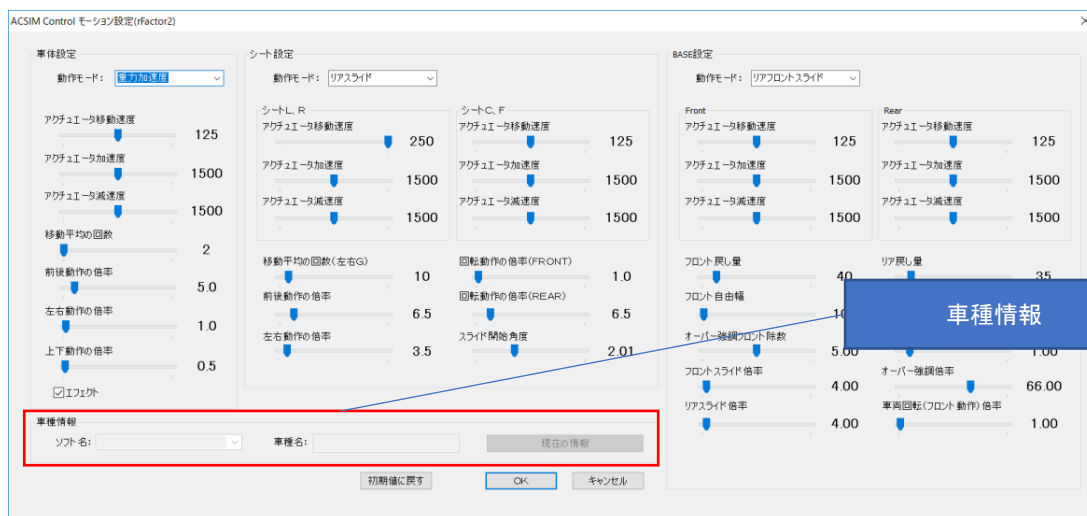 ACSIM Control モーション設定(rFactor2)
車体設定
動作モード: 重力加速度
アクチュエータ移動速度
125
アクチュエータ加速度
1500
アクチュエータ減速度
1500
移動平均の回数
2
前後動作の倍率
5.0
左右動作の倍率
1.0
上下動作の倍率
0.5
エフェクト
シート設定
動作モード: リアスライド
シートL, R
アクチュエータ移動速度
250
アクチュエータ加速度
1500
アクチュエータ減速度
1500
シートC, F
アクチュエータ移動速度
125
アクチュエータ加速度
1500
アクチュエータ減速度
1500
移動平均の回数(左右G)
10
前後動作の倍率
6.5
左右動作の倍率
3.5
回転動作の倍率(FRONT)
1.0
回転動作の倍率(REAR)
6.5
スライド開始角度
2.01
BASE設定
動作モード: リアフロントスライド
Front
アクチュエータ移動速度
125
アクチュエータ加速度
1500
アクチュエータ減速度
1500
Rear
アクチュエータ移動速度
125
アクチュエータ加速度
1500
アクチュエータ減速度
1500
フロント戻し量
40
フロント自由幅
オーバー強調フロント除数
5.00
フロントスライド倍率
4.00
リアスライド倍率
4.00
リア戻し量
35
1.00
オーバー強調倍率
66.00
車両回転(フロント動作)倍率
1.00
車種情報
車種情報
ソフト名:
車種名:
現在の情報
初期値に戻す
OK
キャンセル